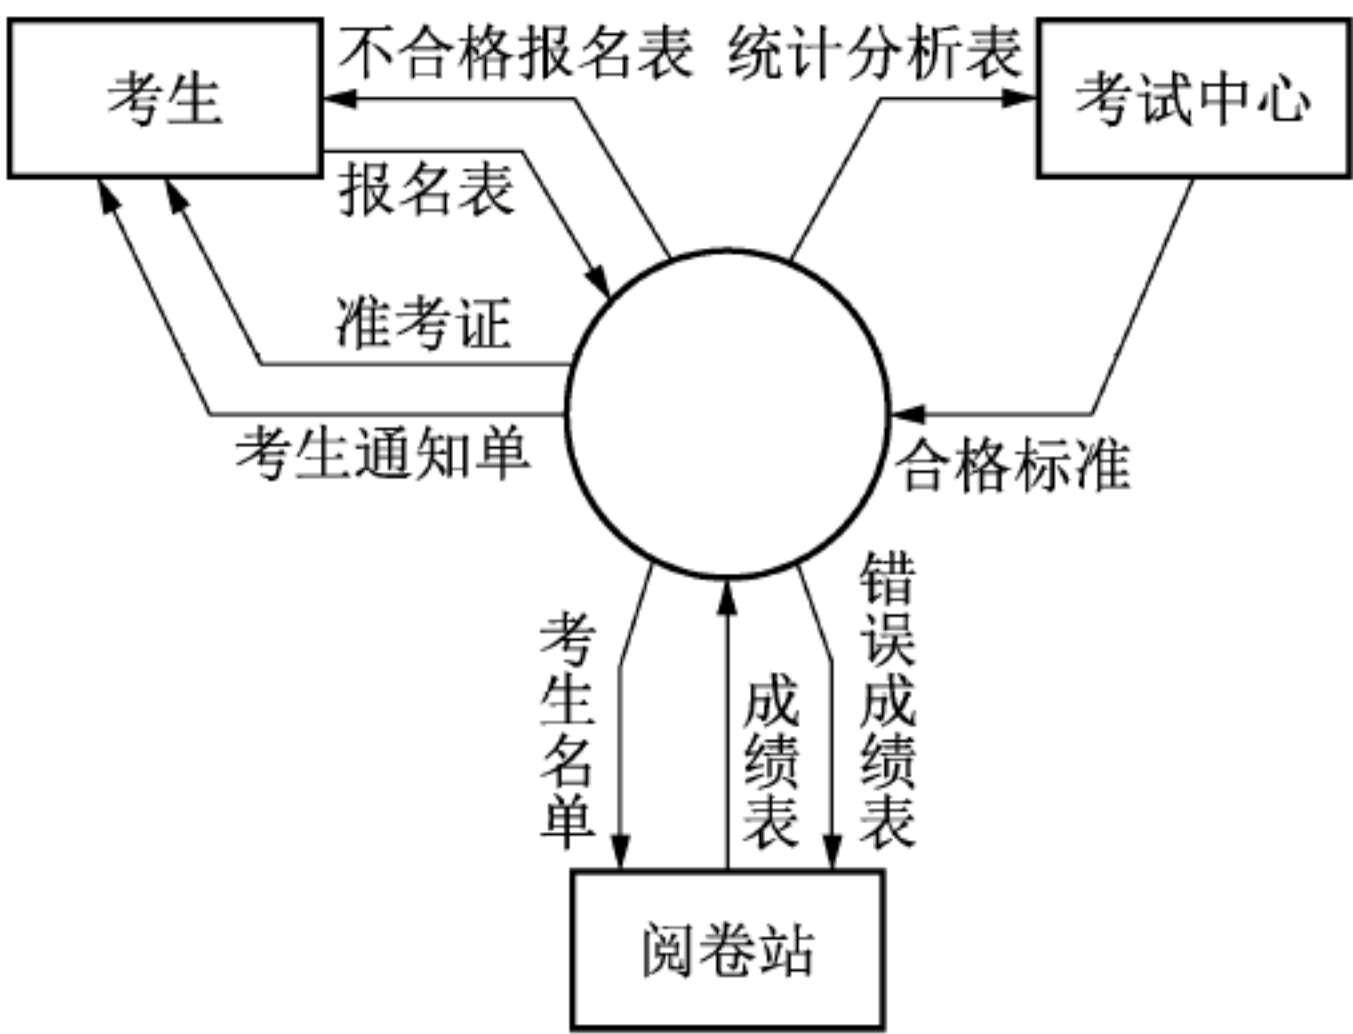 不合格报名表
统计分析表
考生
考试中心
报名表
准考证
考生通知单
合格标准
考生名单
成绩表
错误成绩表
阅卷站